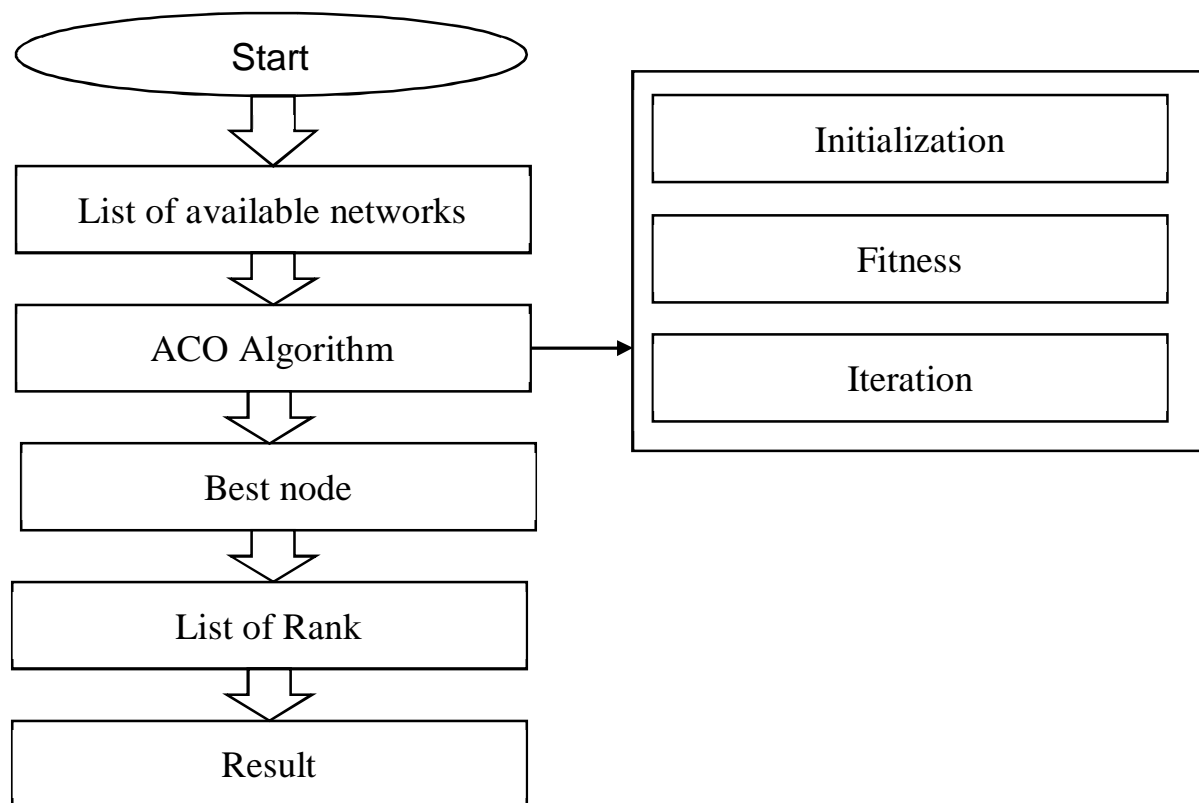 Start
List of available networks
ACO Algorithm
Best node
List of Rank
Result
Initialization
Fitness
Iteration